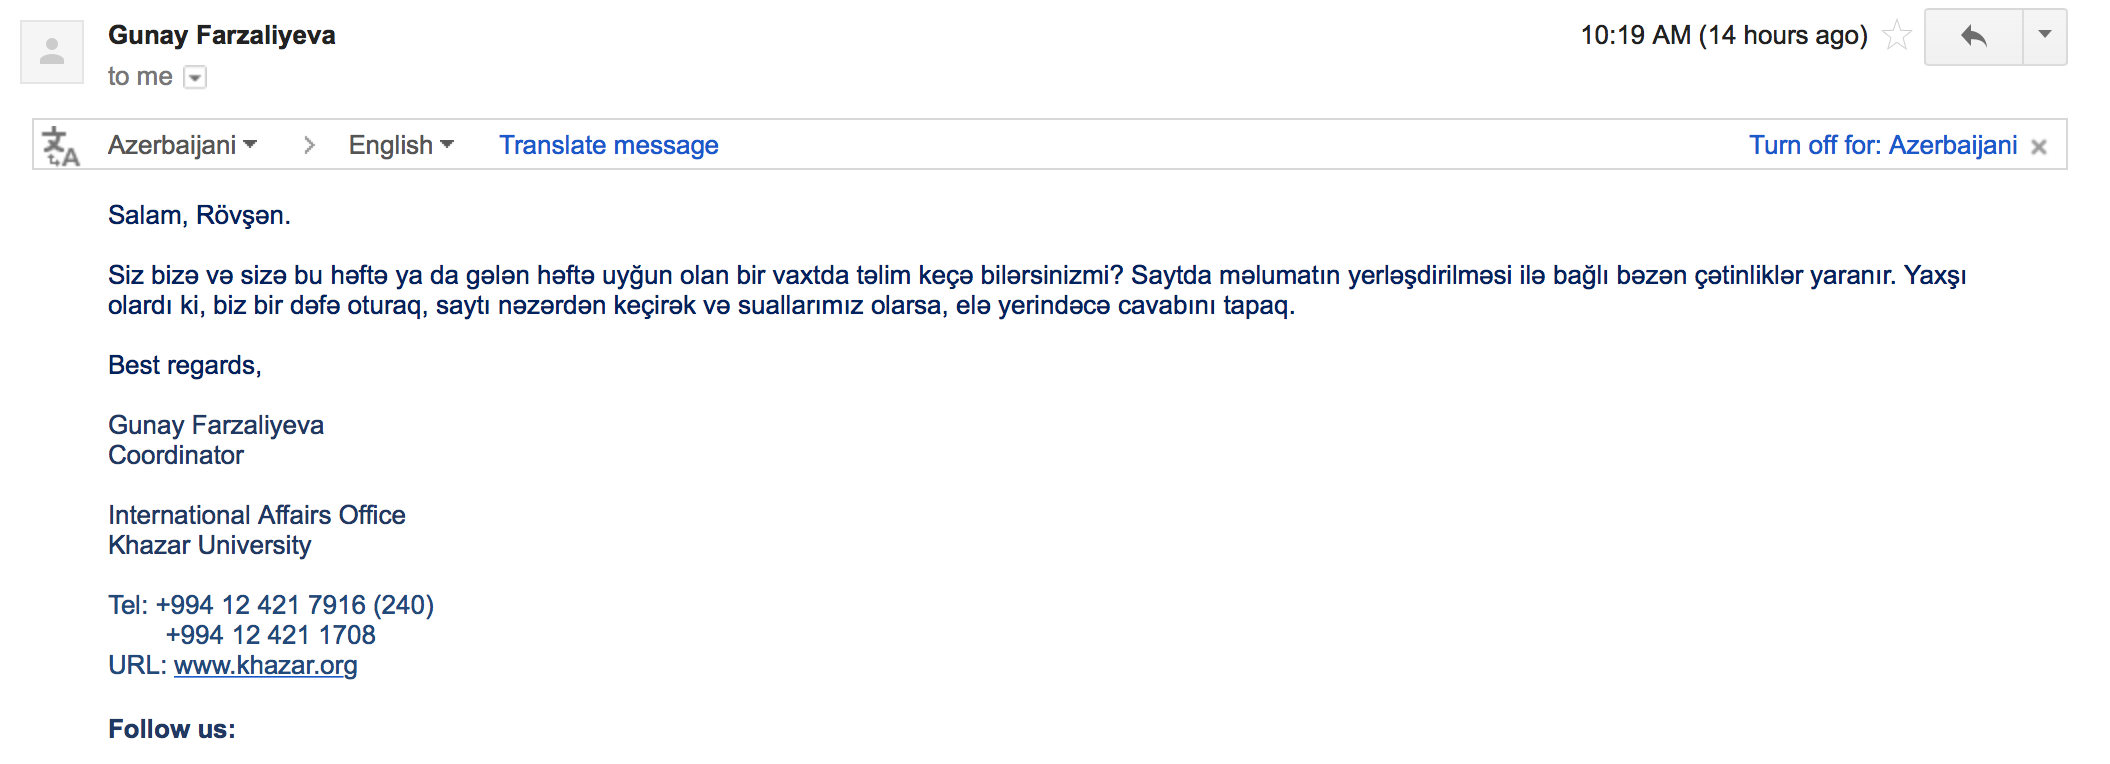 Gunay Farzaliyeva
10:19 AM (14 hours ago)
to me
Azerbaijani > English Translate message Turn off for: Azerbaijani x
Salam, Rövşən.
Siz bizə və sizə bu həftə ya da gələn həftə uyğun olan bir vaxtda təlim keçə bilərsinizmi? Saytda məlumatın yerləşdirilməsi ilə bağlı bəzən çətinliklər yaranır. Yaxşı
olardı ki, biz bir dəfə oturaq, saytı nəzərdən keçirək və suallarımız olarsa, elə yerindəcə cavabını tapaq.
Best regards,
Gunay Farzaliyeva
Coordinator
International Affairs Office
Khazar University
Tel: +994 12 421 7916 (240)
+994 12 421 1708
URL: www.khazar.org
Follow us: